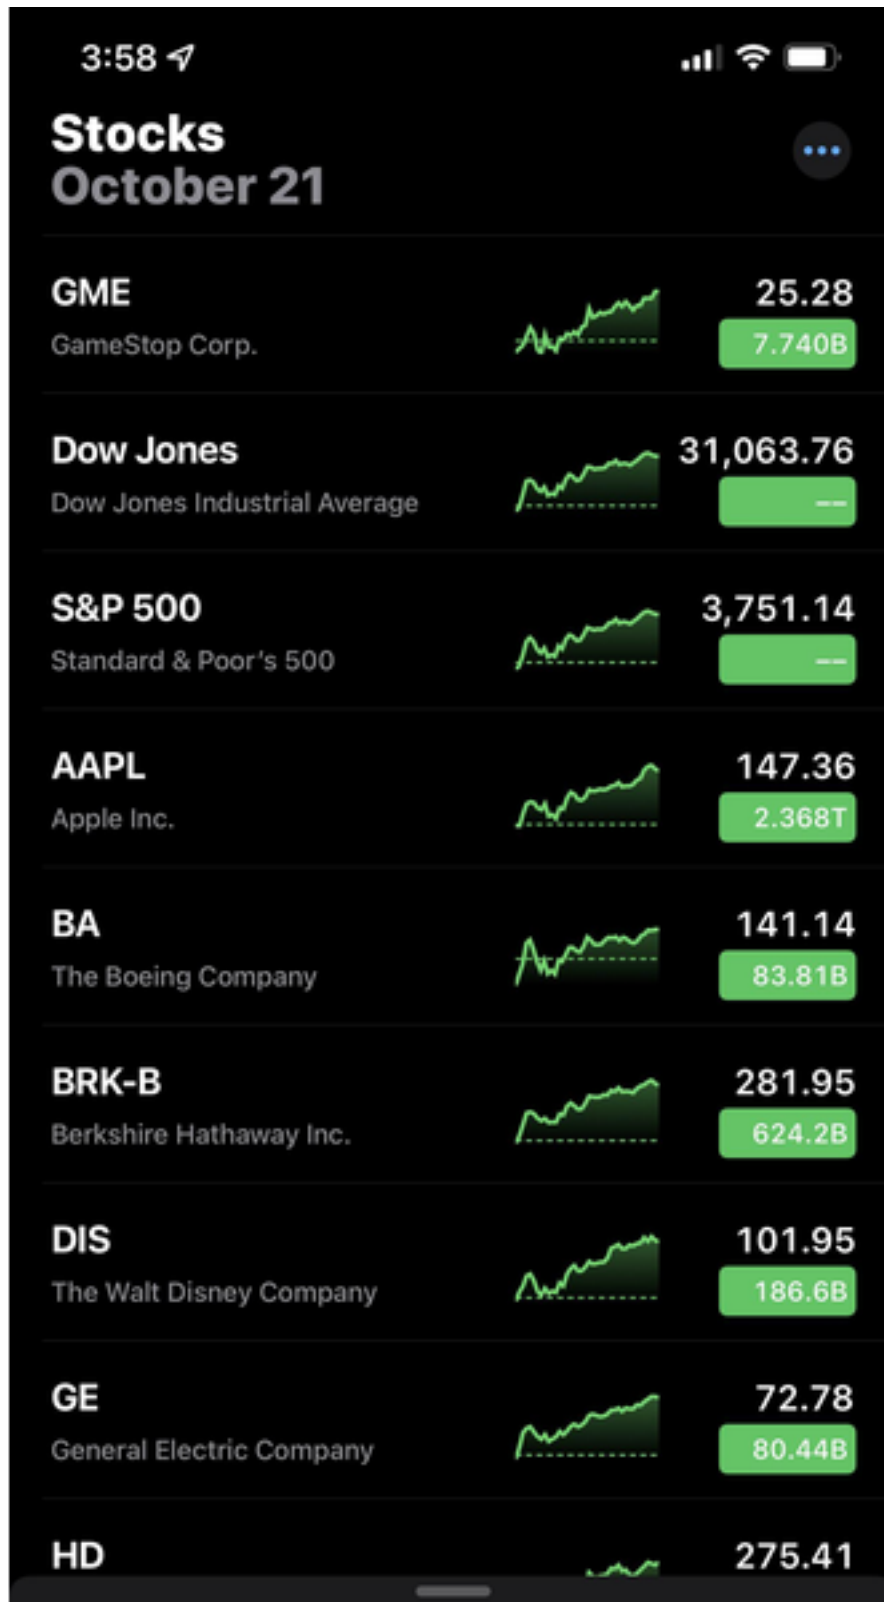 3:58
Stocks
October 21
GME
25.28
GameStop Corp.
7.740B
Dow Jones
31,063.76
Dow Jones Industrial Average
--
S&P 500
3,751.14
Standard & Poor's 500
--
AAPL
147.36
Apple Inc.
2.368T
BA
141.14
The Boeing Company
83.81B
BRK-B
281.95
Berkshire Hathaway Inc.
624.2B
DIS
101.95
The Walt Disney Company
186.6B
GE
72.78
General Electric Company
80.44B
HD
275.41